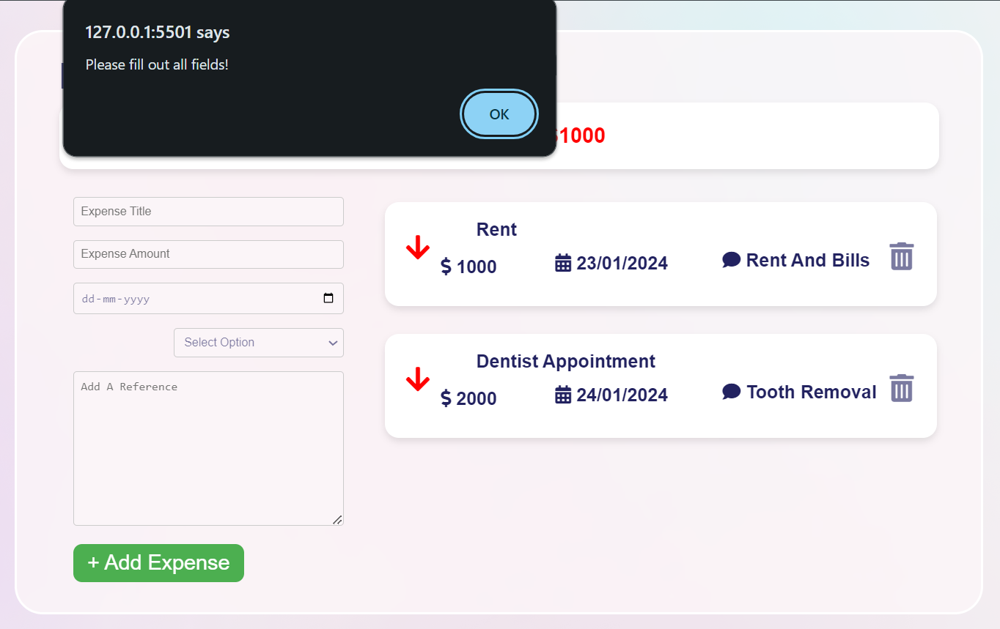 127.0.0.1:5501 says
Please fill out all fields!
OK
1000
Expense Title
Expense Amount
dd-mm-yyyy
Select Option
Add A Reference
+ Add Expense
Rent
$ 1000 23/01/2024 Rent And Bills
Dentist Appointment
$ 2000 24/01/2024 Tooth Removal